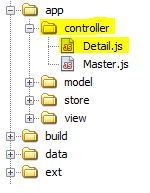 app
controller
Detail.js
Master.js
model
store
view
build
data
ext